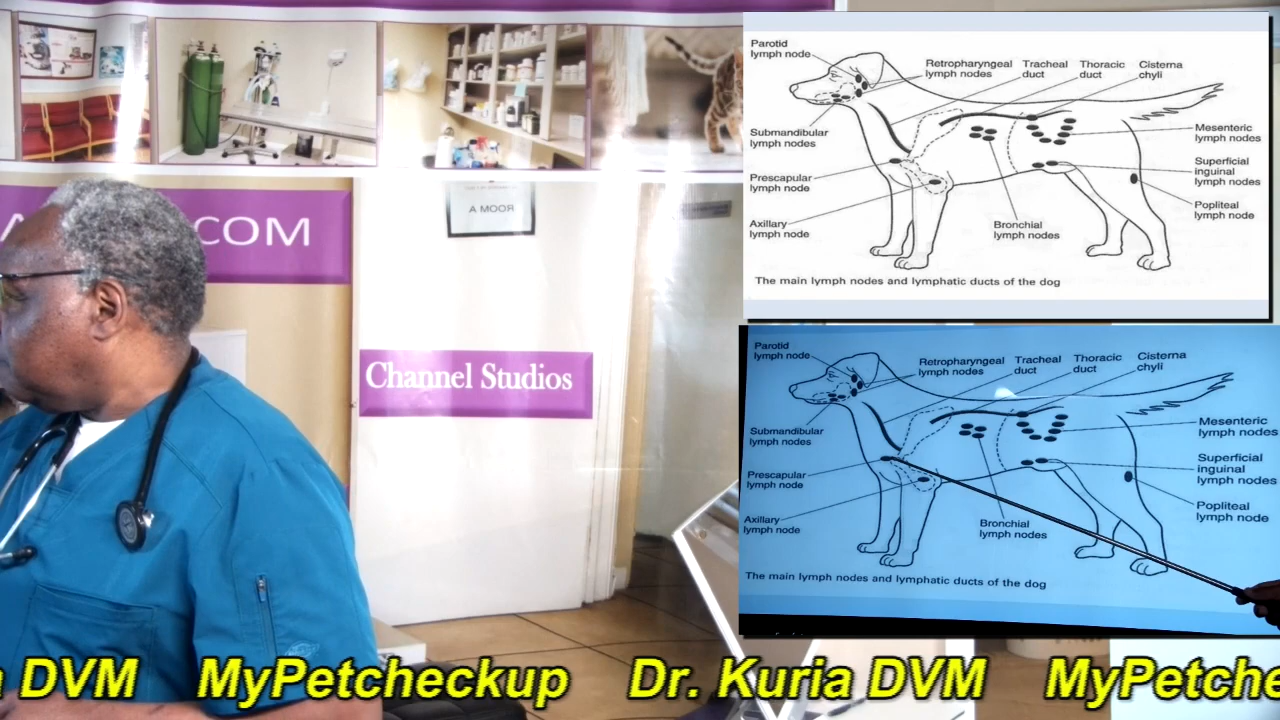 .COM
ROOM A
Channel Studios
Parotid
lymph node
Retropharyngeal
lymph nodes
Tracheal
duct
Thoracic
duct
Cisterna
chyli
Submandibular
lymph nodes
Mesenteric
lymph nodes
Prescapular
lymph node
Superficial
inguinal
lymph nodes
Axillary
lymph node
Bronchial
lymph nodes
Popliteal
lymph node
The main lymph nodes and lymphatic ducts of the dog
Parotid
lymph node
Retropharyngeal
lymph nodes
Tracheal
duct
Thoracic
duct
Cisterna
chyli
Submandibular
lymph nodes
Mesenteric
lymph nodes
Prescapular
lymph node
Superficial
inguinal
lymph nodes
Axillary
lymph node
Bronchial
lymph nodes
Popliteal
lymph node
The main lymph nodes and lymphatic ducts of the dog
a DVM MyPetcheckup Dr. Kuria DVM MyPetche